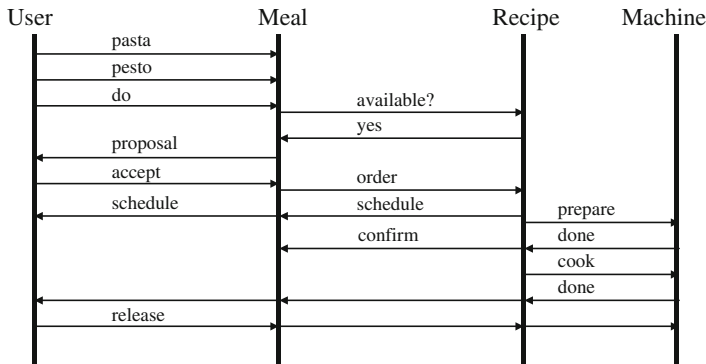 User Meal Recipe Machine
pasta
pesto
do
available?
yes
proposal
accept
order
schedule schedule
prepare
confirm done
cook
done
release